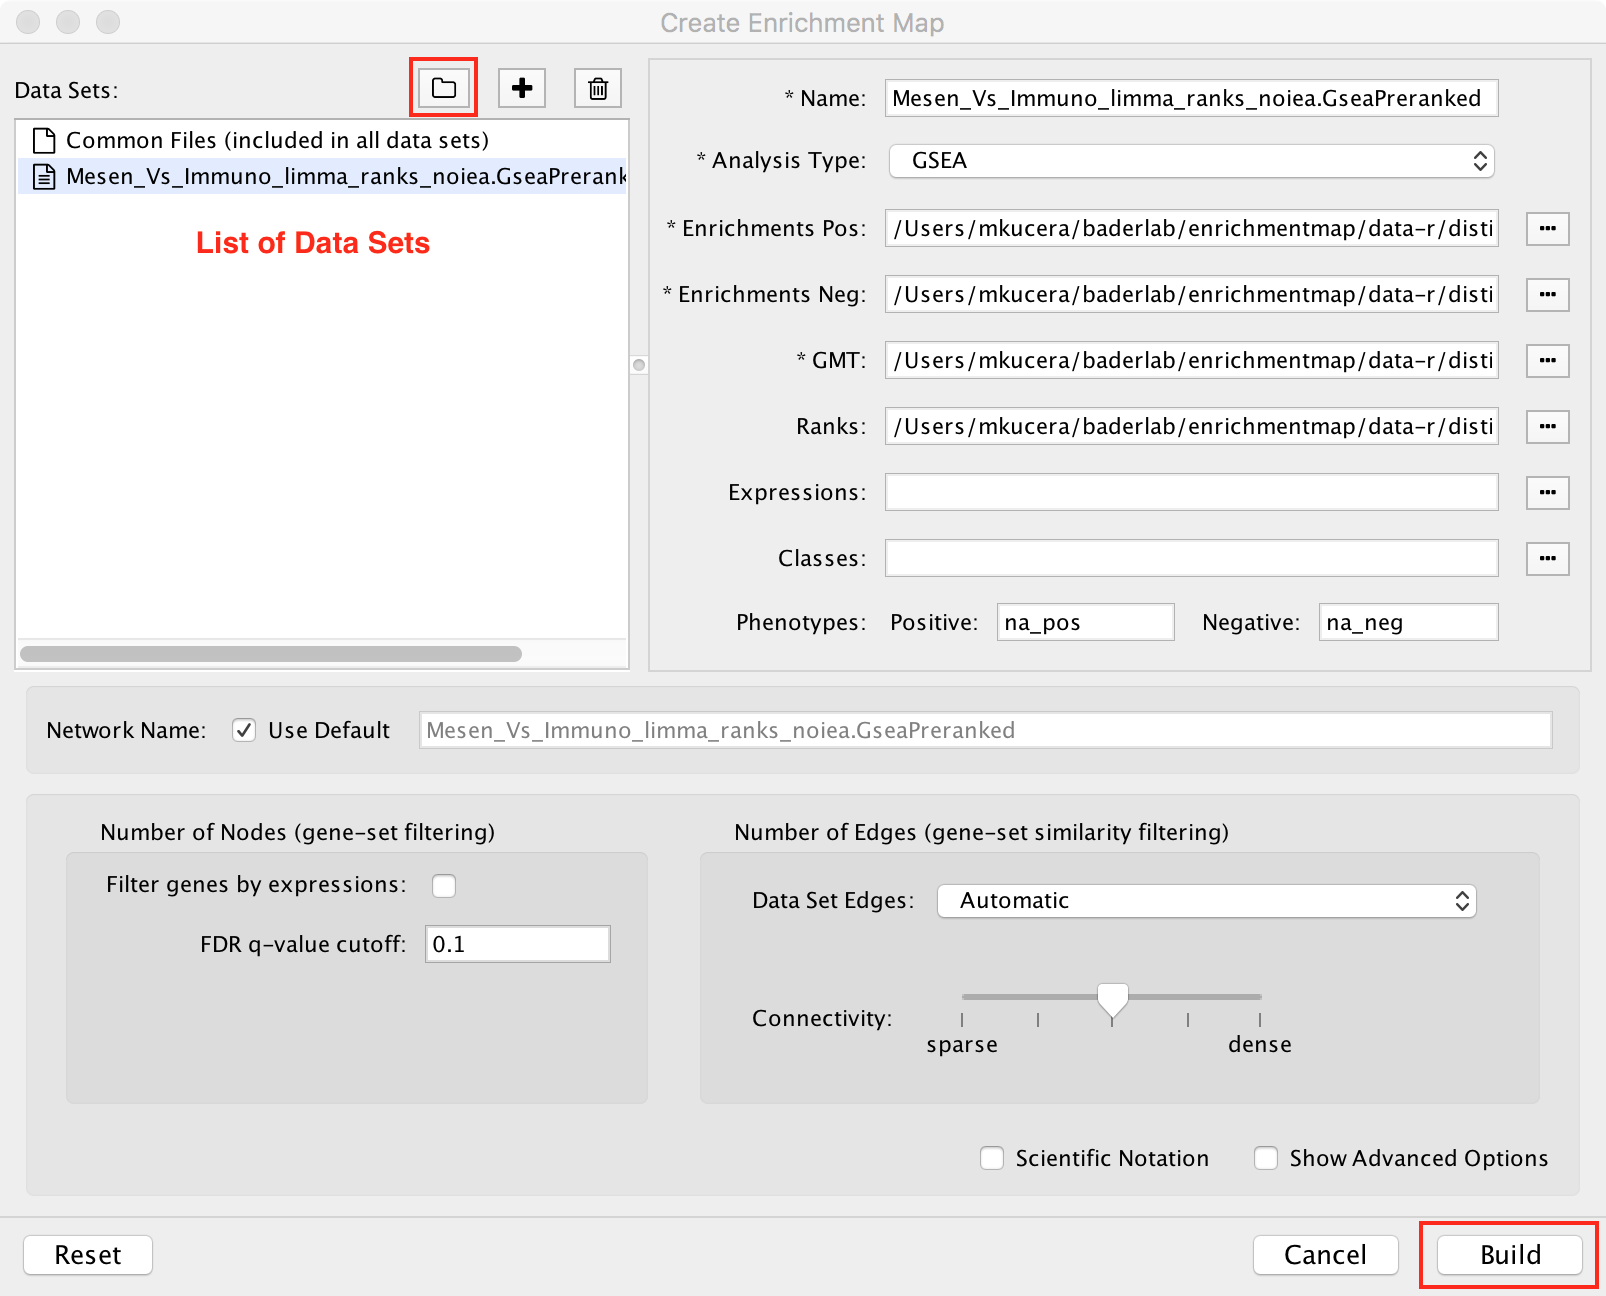 Create Enrichment Map
Data Sets:
Common Files (included in all data sets)
Mesen_Vs_Immuno_limma_ranks_noiea.GseaPrerank
List of Data Sets
* Name: Mesen_Vs_Immuno_limma_ranks_noiea.GseaPreranked
* Analysis Type: GSEA
* Enrichments Pos: /Users/mkucera/baderlab/enrichmentmap/data-r/disti ...
* Enrichments Neg: /Users/mkucera/baderlab/enrichmentmap/data-r/disti ...
* GMT: /Users/mkucera/baderlab/enrichmentmap/data-r/disti ...
Ranks: /Users/mkucera/baderlab/enrichmentmap/data-r/disti ...
Expressions: ...
Classes: ...
Phenotypes: Positive: na_pos Negative: na_neg
Network Name: Use Default Mesen_Vs_Immuno_limma_ranks_noiea.GseaPreranked
Number of Nodes (gene-set filtering)
Filter genes by expressions:
FDR q-value cutoff: 0.1
Number of Edges (gene-set similarity filtering)
Data Set Edges: Automatic
Connectivity:
sparse dense
Scientific Notation Show Advanced Options
Reset Cancel Build